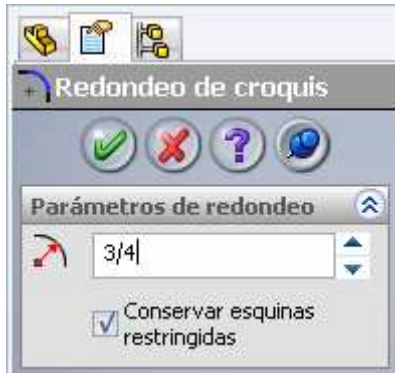 Redondeo de croquis
?
Parámetros de redondeo
3/4
Conservar esquinas
restringidas